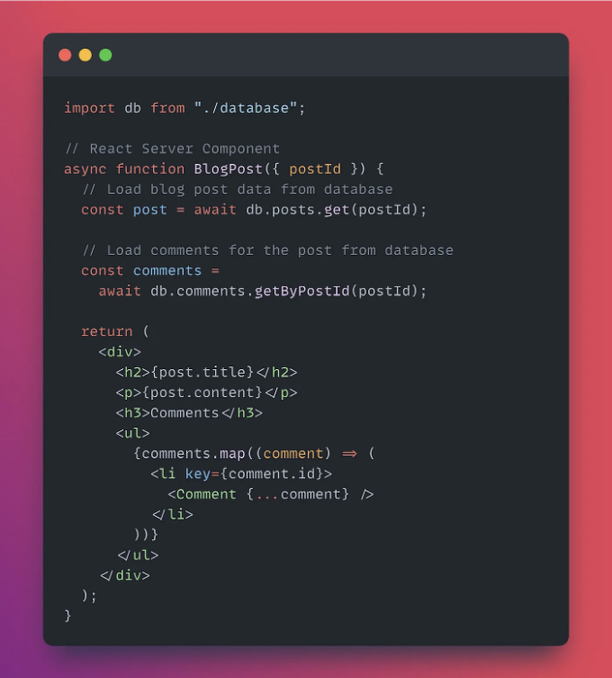 import db from "./database";

// React Server Component
async function BlogPost({ postId }) {
  // Load blog post data from database
  const post = await db.posts.get(postId);

  // Load comments for the post from database
  const comments =
    await db.comments.getByPostId(postId);

  return (
    <div>
      <h2>{post.title}</h2>
      <p>{post.content}</p>
      <h3>Comments</h3>
      <ul>
        {comments.map((comment) => (
          <li key={comment.id}>
            <Comment {...comment} />
          </li>
        ))}
      </ul>
    </div>
  );
}